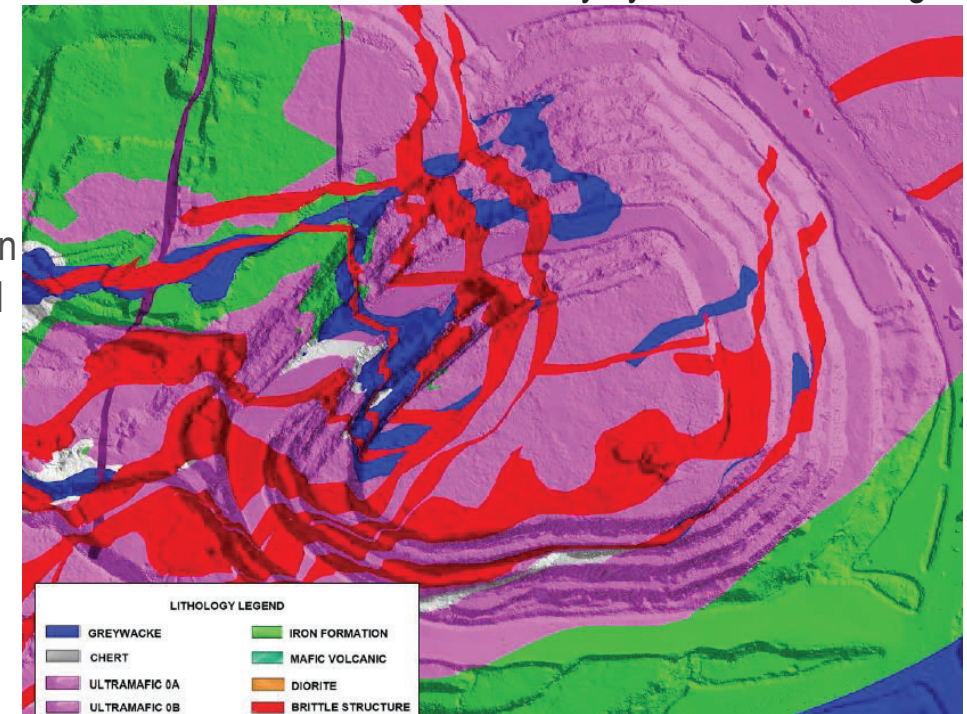 n
LITHOLOGY LEGEND
GREYWACKE
IRON FORMATION
CHERT
MAFIC VOLCANIC
ULTRAMAFIC 0A
DIORITE
ULTRAMAFIC 0B
BRITTLE STRUCTURE